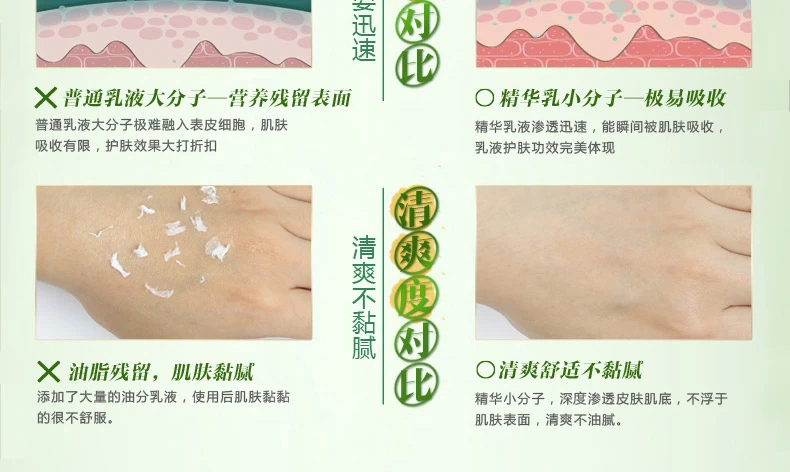 迅速
对比
普通乳液大分子—营养残留表面
普通乳液大分子极难融入表皮细胞，肌肤
吸收有限，护肤效果大打折扣
精华乳小分子—极易吸收
精华乳液渗透迅速，能瞬间被肌肤吸收，
乳液护肤功效完美体现
清爽不黏腻
清爽度对比
油脂残留，肌肤黏腻
添加了大量的油分乳液，使用后肌肤黏黏
的很不舒服。
清爽舒适不黏腻
精华小分子，深度渗透皮肤肌底，不浮于
肌肤表面，清爽不油腻。